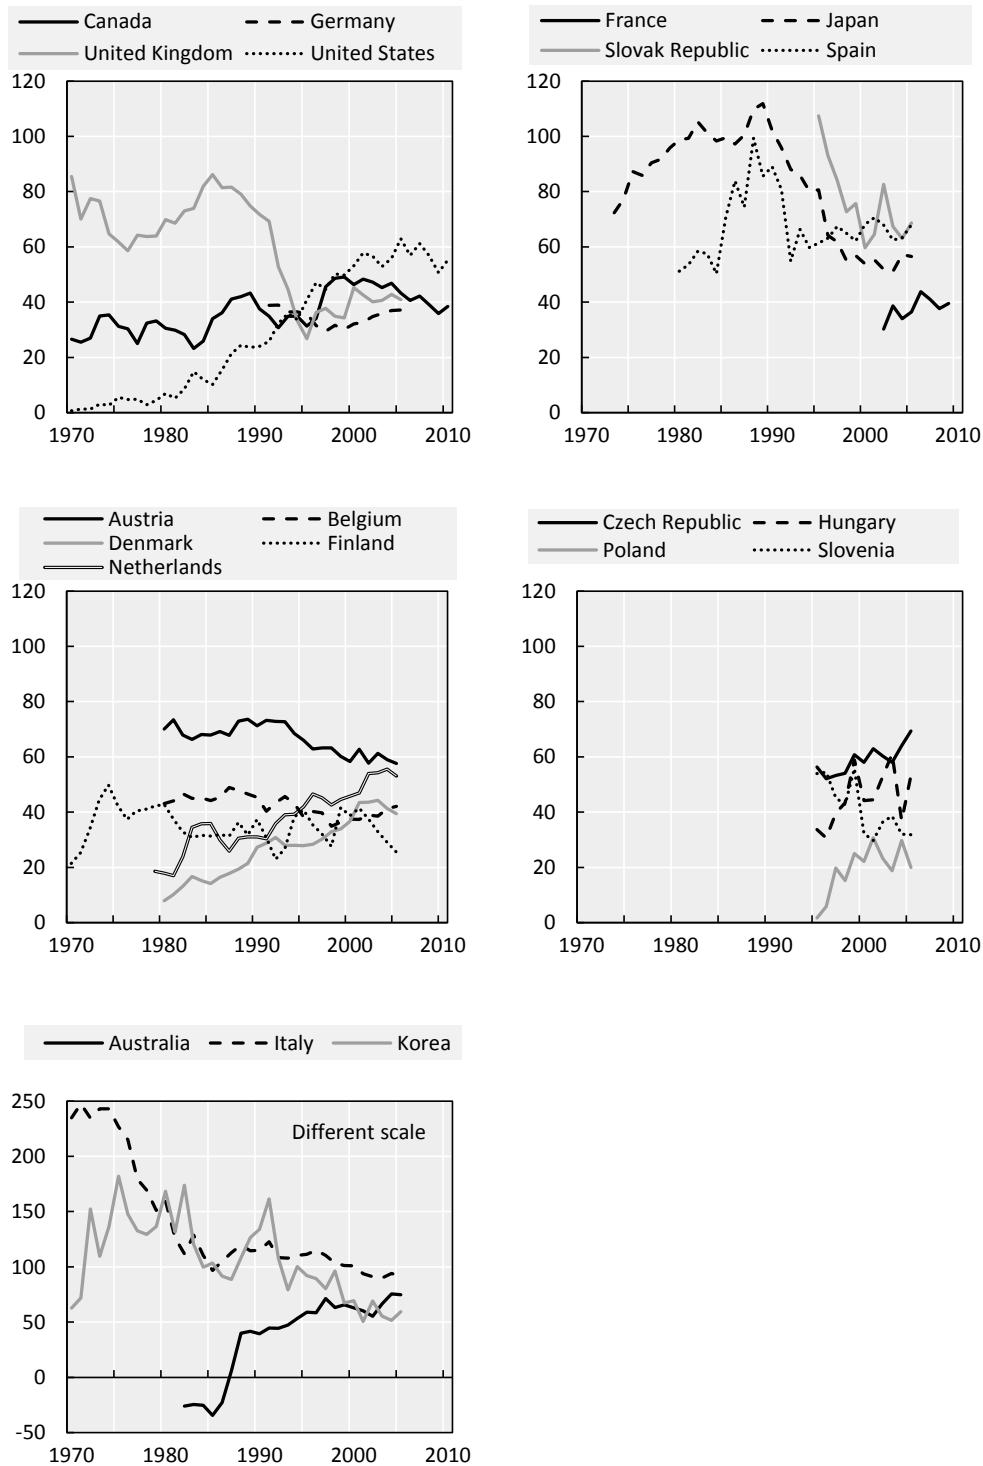 Canada Germany
United Kingdom United States
120
100
80
60
40
20
0
1970 1980 1990 2000 2010
France Japan
Slovak Republic Spain
120
100
80
60
40
20
0
1970 1980 1990 2000 2010
Austria Belgium
Denmark Finland
Netherlands
120
100
80
60
40
20
0
1970 1980 1990 2000 2010
Czech Republic Hungary
Poland Slovenia
120
100
80
60
40
20
0
1970 1980 1990 2000 2010
Australia Italy Korea
250
Different scale
200
150
100
50
0
-50
1970 1980 1990 2000 2010